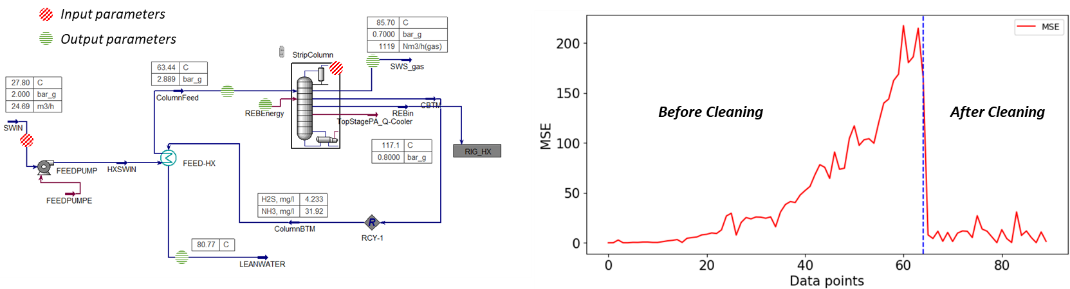 Input parameters
Output parameters
27.80 C
2.000 bar_g
24.69 m3/h
SWIN
FEEDPUMP
FEEDPUMPE
HXSWIN
63.44 C
2.889 bar_g
ColumnFeed
FEED-HX
REBEnergy
StripColumn
85.70 C
0.7000 bar_g
1119 Nm3/h(gas)
SWS_gas
CBTM
REBin
TopStagePA_Q-Cooler
117.1 C
0.8000 bar_g
RIG_HX
H2S, mg/l 4.233
NH3, mg/l 31.92
ColumnBTM
R
RCY-1
80.77 C
LEANWATER
MSE
Before Cleaning
After Cleaning
MSE
200
150
100
50
0
0 20 40 60 80
Data points